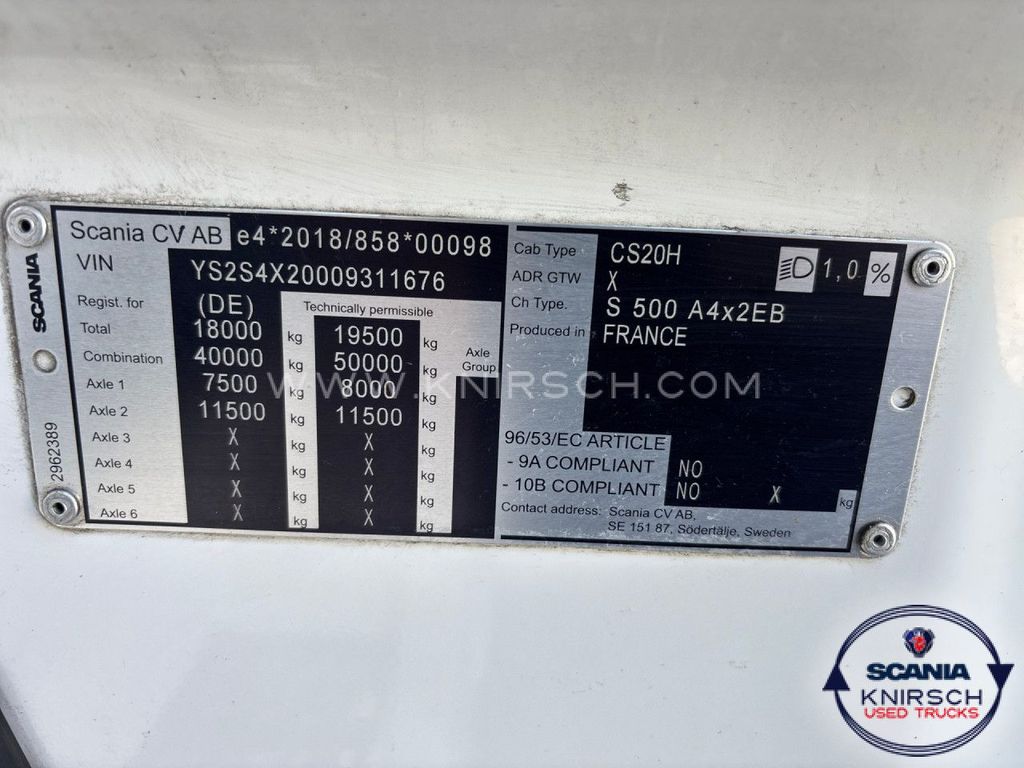 SCANIA
2962389
Scania CV AB e4*2018/858*00098
VIN YS2S4X20009311676
Regist. for (DE) Technically permissible
Total 18000 kg 19500 kg
Combination 40000 kg 50000 kg Axle Group
Axle 1 7500 kg 8000 kg
Axle 2 11500 kg 11500 kg
Axle 3 X kg X kg
Axle 4 X kg X kg
Axle 5 X kg X kg
Axle 6 X kg X kg
Cab Type CS20H 1,0 %
ADR GTW X
Ch Type. S 500 A4x2EB
Produced in FRANCE
96/53/EC ARTICLE
- 9A COMPLIANT NO
- 10B COMPLIANT NO X kg
Contact address: Scania CV AB,
SE 151 87, Södertälje, Sweden
WWW.KNIRSCH.COM
SCANIA
KNIRSCH
USED TRUCKS